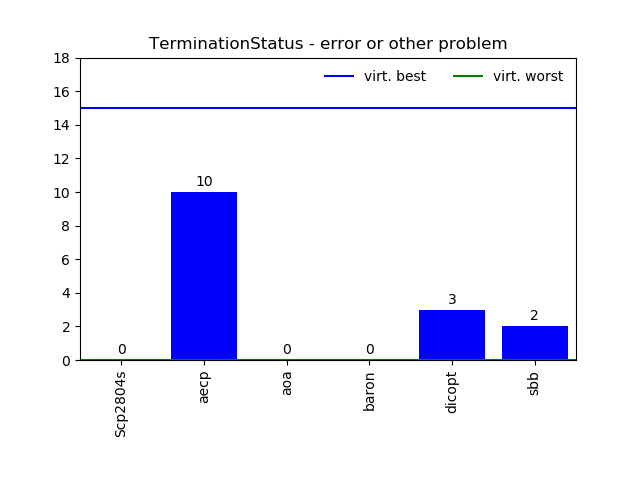 TerminationStatus - error or other problem
virt. best
virt. worst
18
16
14
12
10
8
6
4
2
0
0
10
0
0
3
2
Scp2804s
aecp
aoa
baron
dicopt
sbb